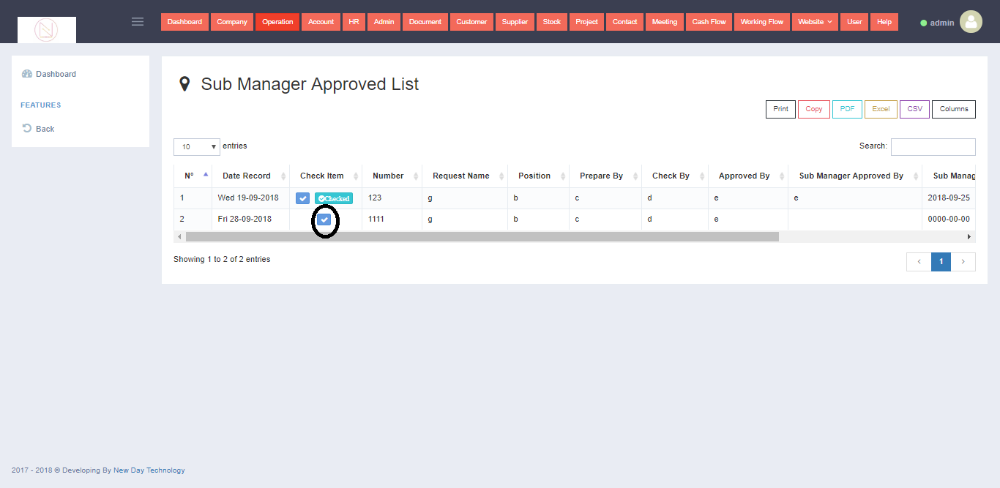 Dashboard Company Operation Account HR Admin Document Customer Supplier Stock Project Contact Meeting Cash Flow Working Flow Website User Help admin
Dashboard
FEATURES
Back
Sub Manager Approved List
Print Copy PDF Excel CSV Columns
10 entries Search:
N° Date Record Check Item Number Request Name Position Prepare By Check By Approved By Sub Manager Approved By Sub Manag
1 Wed 19-09-2018 Checked 123 g b c d e e 2018-09-25
2 Fri 28-09-2018 1111 g b c d e 0000-00-00
Showing 1 to 2 of 2 entries
‹ 1 ›
2017 - 2018 © Developing By New Day Technology